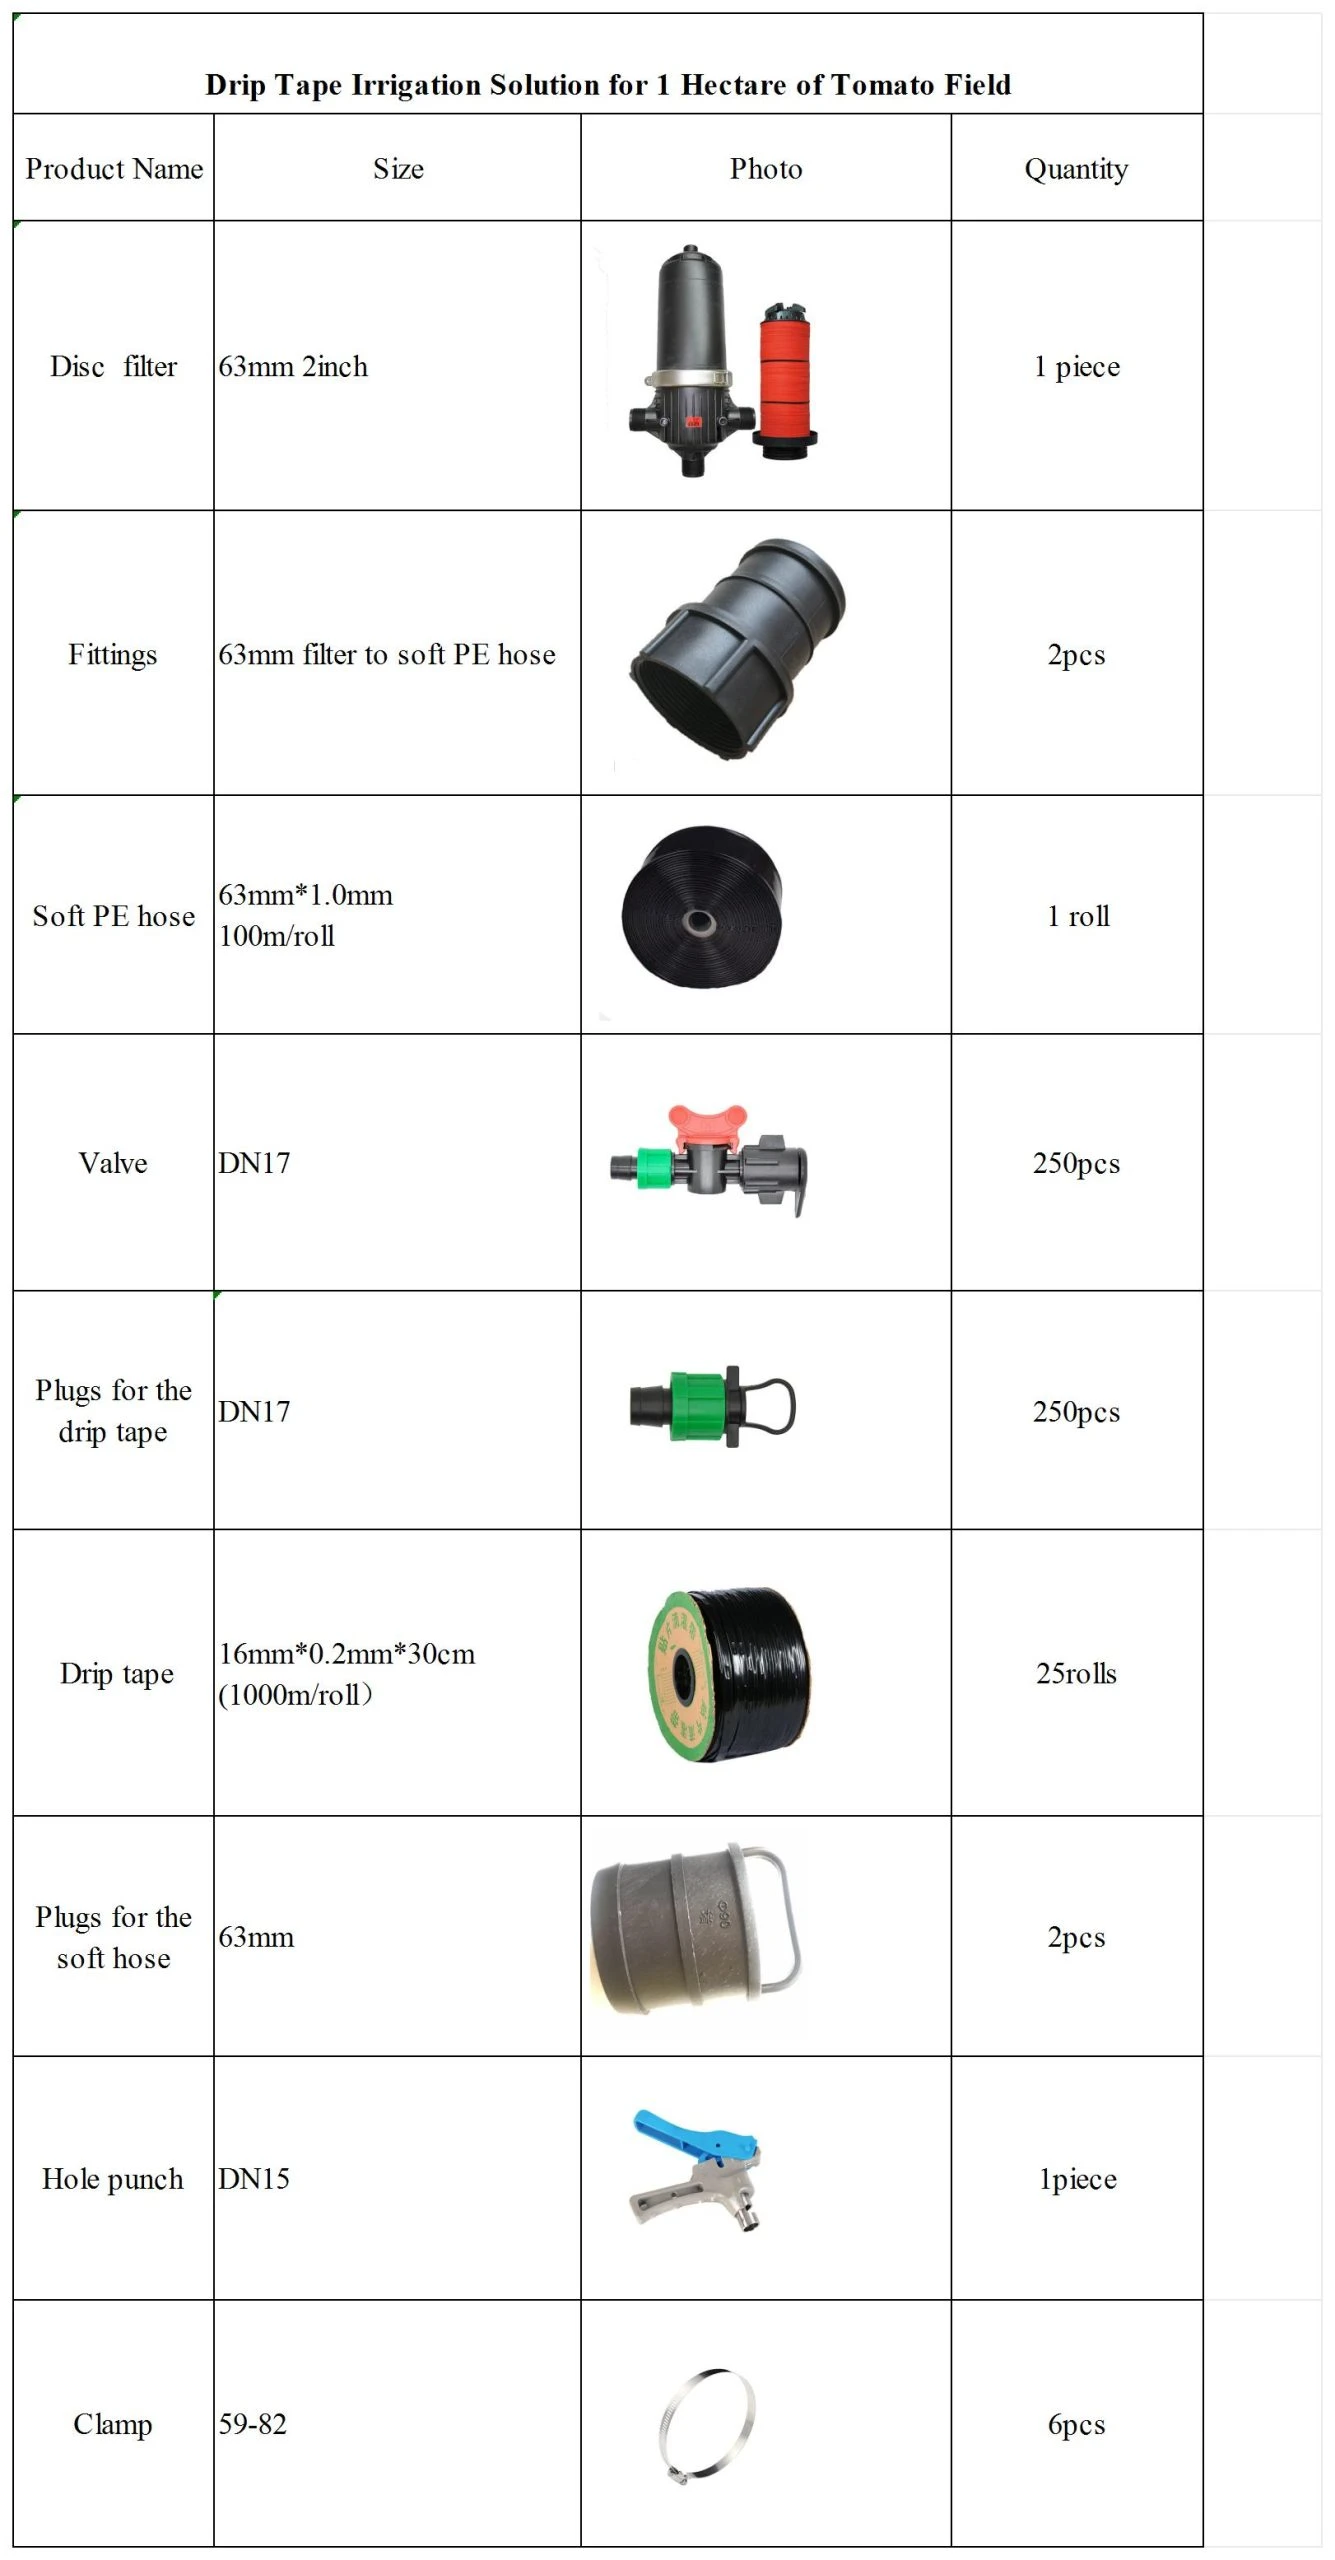 Drip Tape Irrigation Solution for 1 Hectare of Tomato Field
Product Name Size Photo Quantity
Disc filter 63mm 2inch 1 piece
Fittings 63mm filter to soft PE hose 2pcs
Soft PE hose 63mm*1.0mm 1 roll
100m/roll
Valve DN17 250pcs
Plugs for the
drip tape DN17 250pcs
Drip tape 16mm*0.2mm*30cm 25rolls
(1000m/roll）
Plugs for the
soft hose 63mm 2pcs
Hole punch DN15 1piece
Clamp 59-82 6pcs